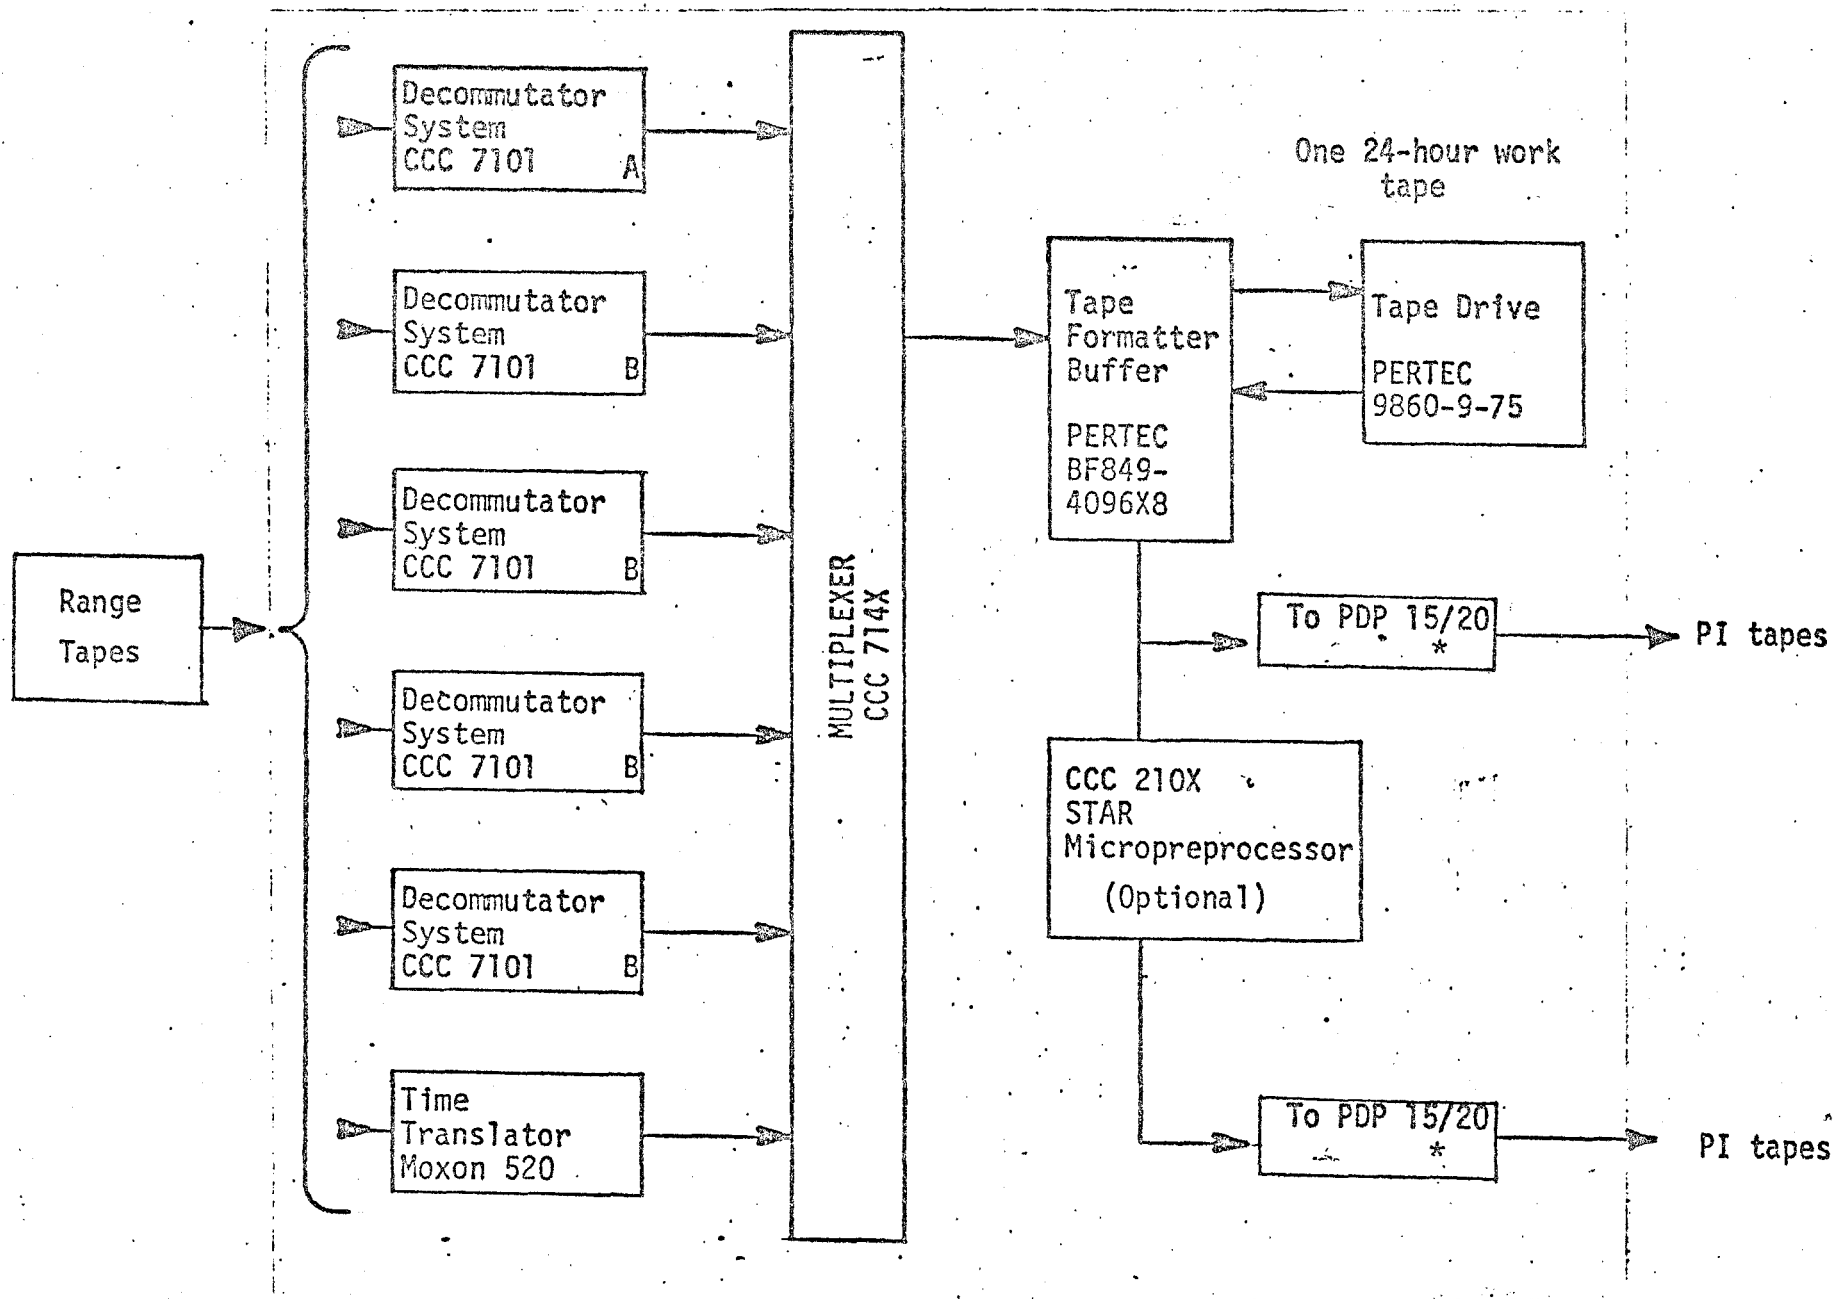 Range
Tapes
Decommutator
System
CCC 7101 A
Decommutator
System
CCC 7101 B
Decommutator
System
CCC 7101 B
Decommutator
System
CCC 7101 B
Decommutator
System
CCC 7101 B
Time
Translator
Moxon 520
MULTIPLEXER
CCC 714X
One 24-hour work
tape
Tape
Formatter
Buffer
PERTEC
BF849-
4096X8
Tape Drive
PERTEC
9860-9-75
To PDP 15/20
*
PI tapes
CCC 210X
STAR
Micropreprocessor
(Optional)
To PDP 15/20
*
PI tapes